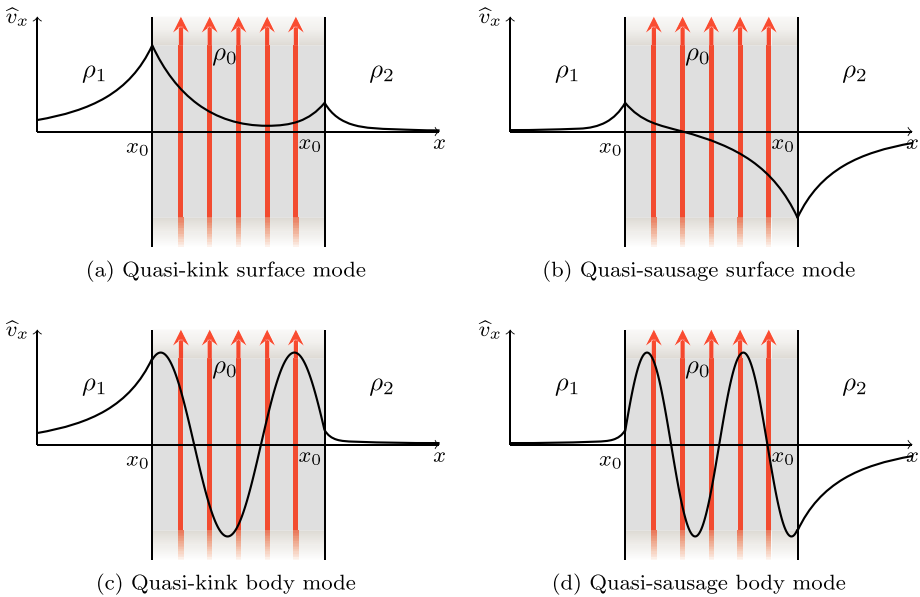 v̂ₓ
ρ₁ ρ₀ ρ₂
x₀ x₀ x
(a) Quasi-kink surface mode
v̂ₓ
ρ₁ ρ₀ ρ₂
x₀ x₀ x
(b) Quasi-sausage surface mode
v̂ₓ
ρ₁ ρ₀ ρ₂
x₀ x₀ x
(c) Quasi-kink body mode
v̂ₓ
ρ₁ ρ₀ ρ₂
x₀ x₀ x
(d) Quasi-sausage body mode